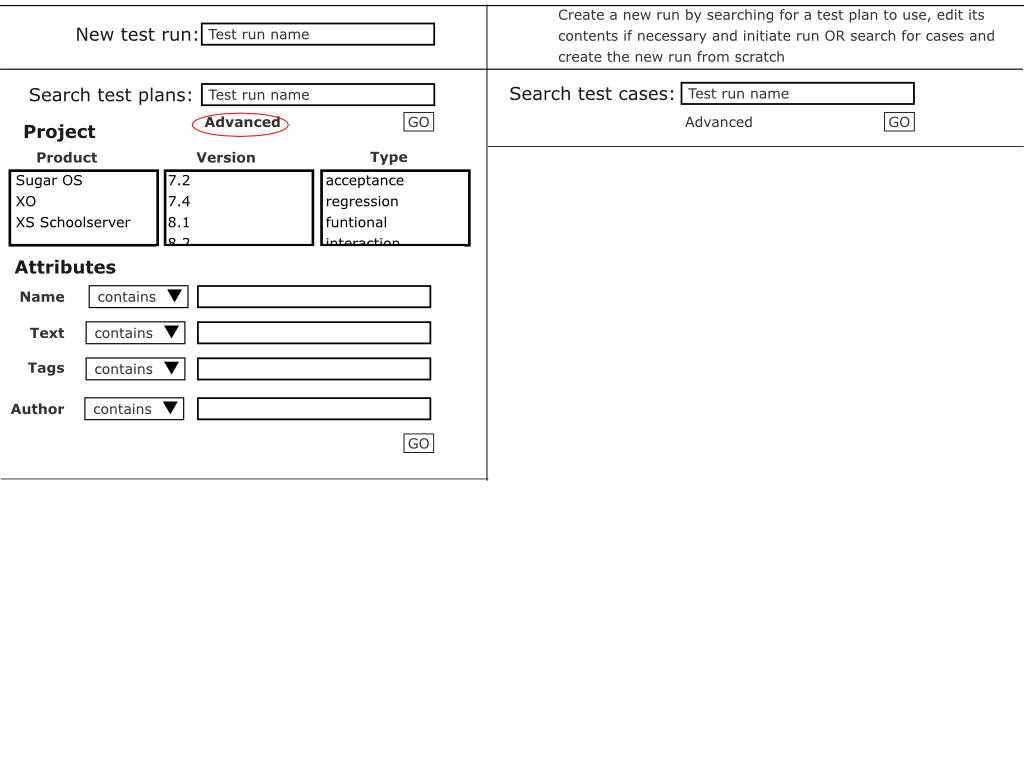 New test run: Test run name
Create a new run by searching for a test plan to use, edit its
contents if necessary and initiate run OR search for cases and
create the new run from scratch
Search test plans: Test run name
Advanced GO
Search test cases: Test run name
Advanced GO
Project
Product Version Type
Sugar OS 7.2 acceptance
XO 7.4 regression
XS Schoolserver 8.1 funtional
8.2 interaction
Attributes
Name contains
Text contains
Tags contains
Author contains
GO